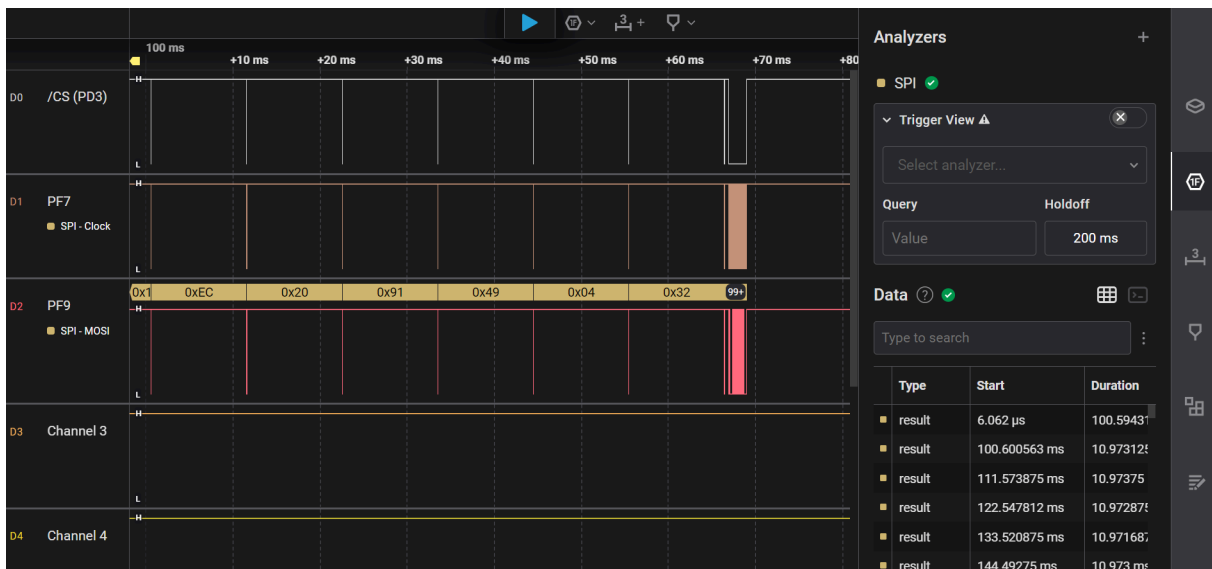 100 ms
+10 ms +20 ms +30 ms +40 ms +50 ms +60 ms +70 ms +80
D0 /CS (PD3)
H
L
D1 PF7
SPI - Clock
H
L
0x1 0xEC 0x20 0x91 0x49 0x04 0x32 99+
D2 PF9
SPI - MOSI
H
L
D3 Channel 3
H
L
D4 Channel 4
H
3 +
1F
Analyzers +
SPI
Trigger View
Select analyzer...
Query Holdoff
Value 200 ms
Data ?
Type to search
Type Start Duration
result 6.062 µs 100.59431
result 100.600563 ms 10.973125
result 111.573875 ms 10.97375
result 122.547812 ms 10.972875
result 133.520875 ms 10.971687
result 144.49275 ms 10.973 ms
1F
3